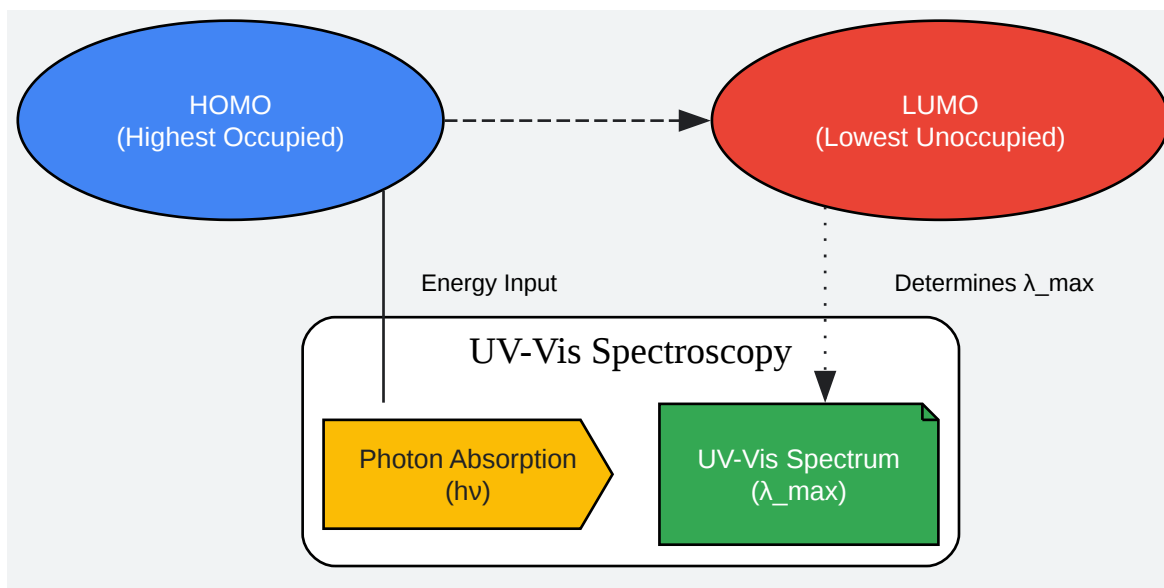 HOMO
(Highest Occupied)
LUMO
(Lowest Unoccupied)
Energy Input
Determines λ_max
UV-Vis Spectroscopy
Photon Absorption
(hν)
UV-Vis Spectrum
(λ_max)